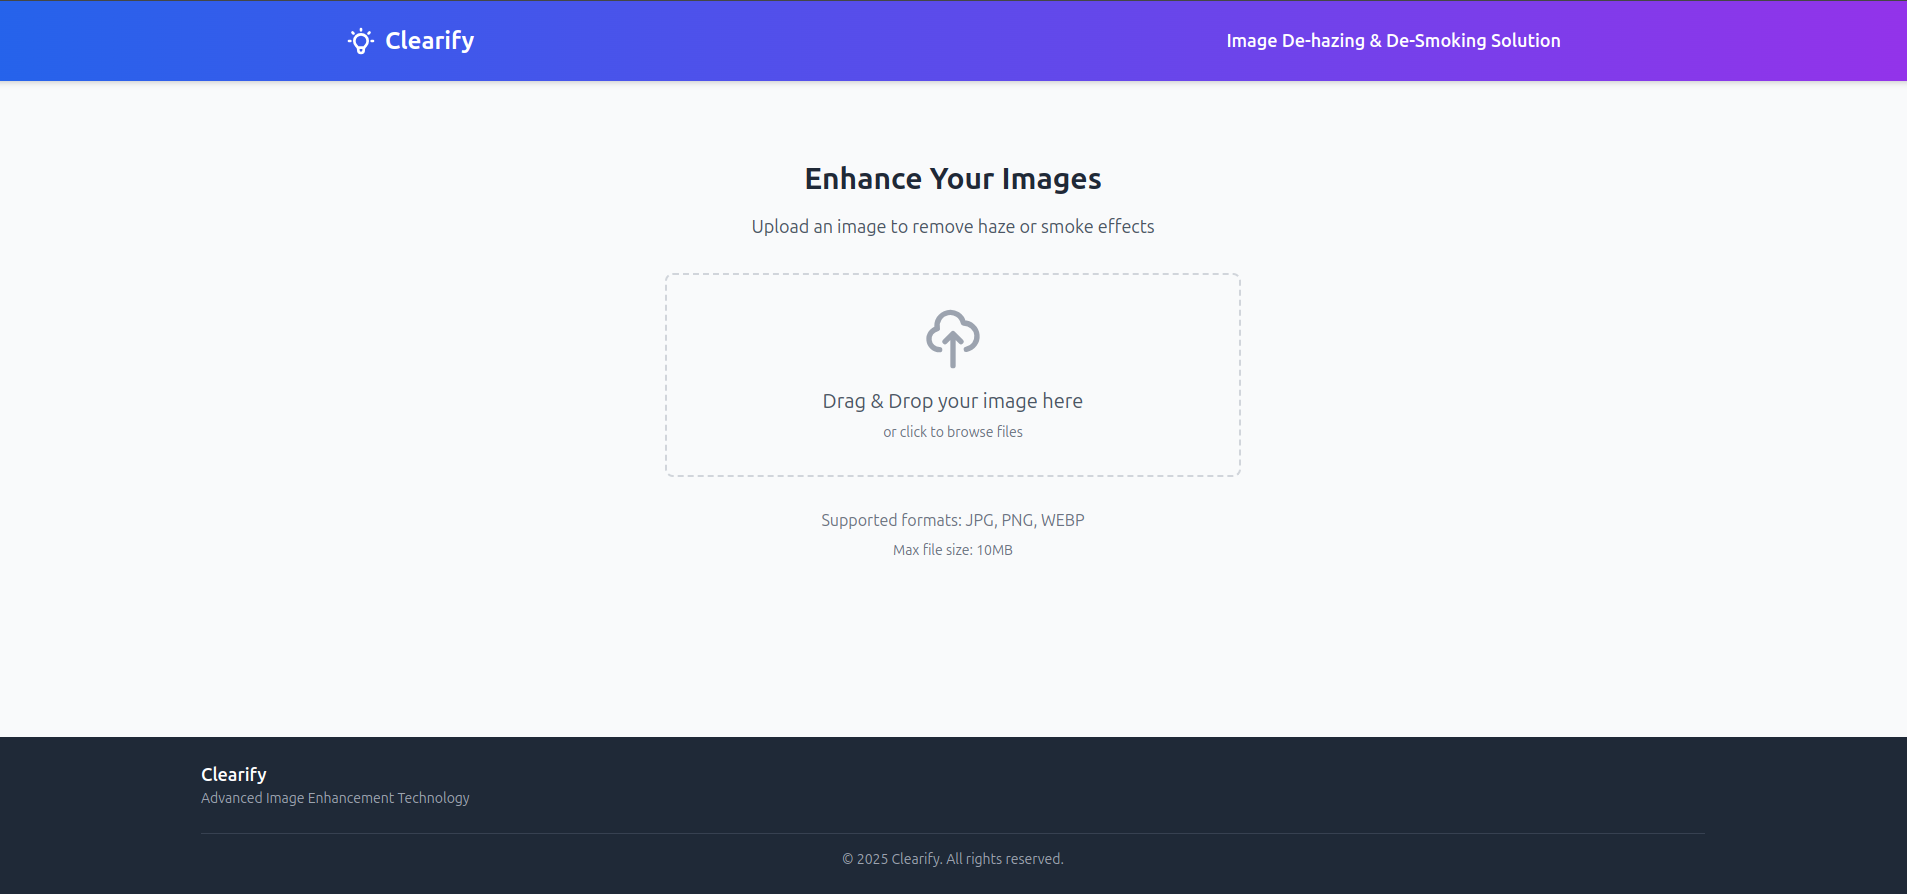 Clearify
Image De-hazing & De-Smoking Solution
Enhance Your Images
Upload an image to remove haze or smoke effects
Drag & Drop your image here
or click to browse files
Supported formats: JPG, PNG, WEBP
Max file size: 10MB
Clearify
Advanced Image Enhancement Technology
© 2025 Clearify. All rights reserved.